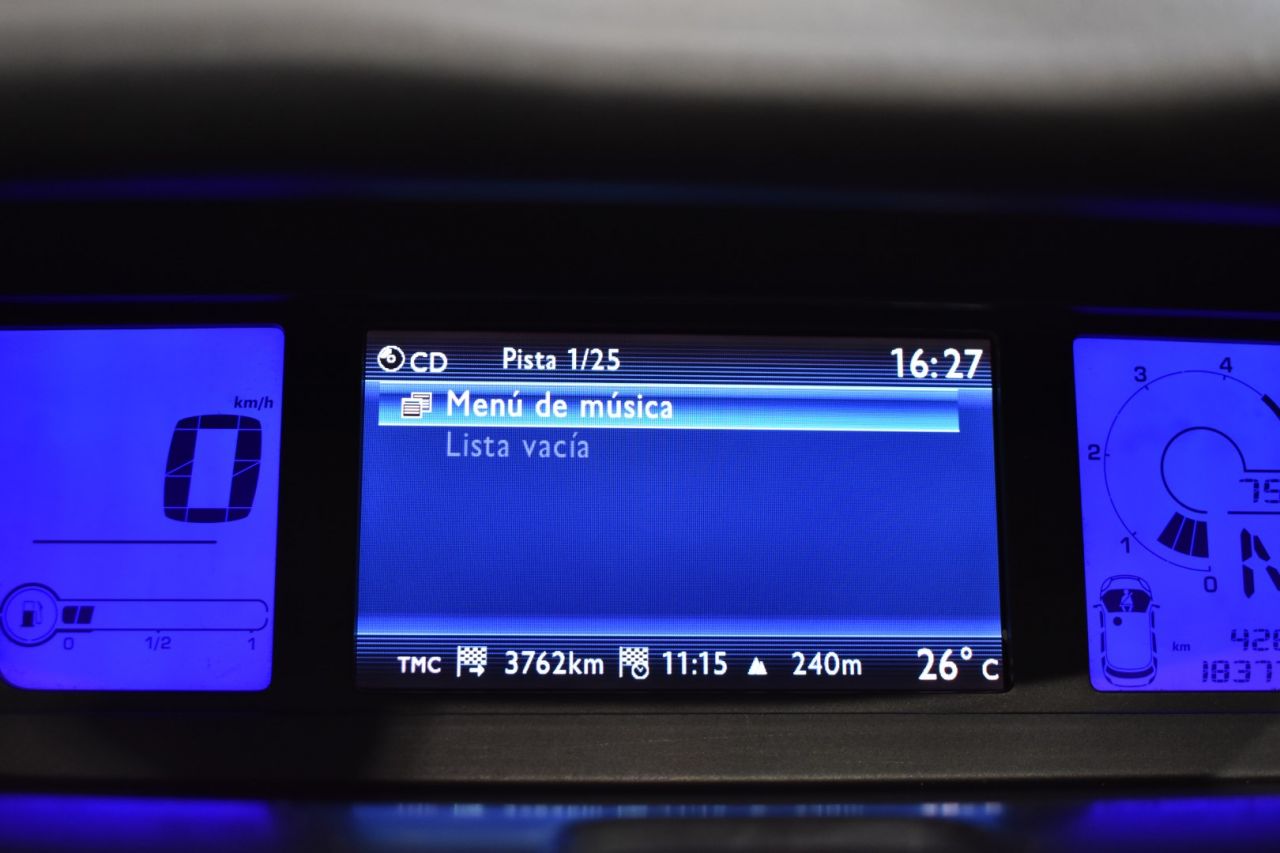 CD Pista 1/25 16:27
Menú de música
Lista vacía
TMC 3762km 11:15 240m 26°C
km/h
0
0 1/2 1
4
3
2
1
0
km